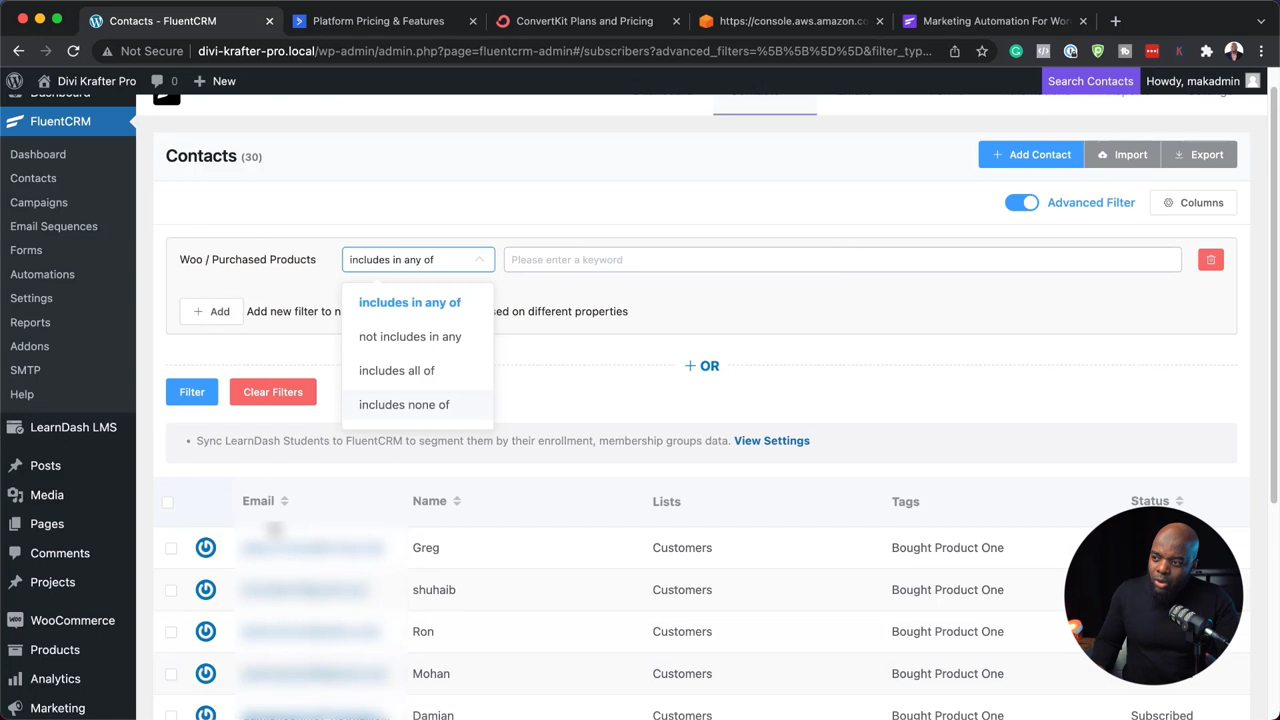 Contacts - FluentCRM
Platform Pricing & Features
ConvertKit Plans and Pricing
https://console.aws.amazon.co
Marketing Automation For Wor
Not Secure
divi-krafter-pro.local/wp-admin/admin.php?page=fluentcrm-admin#/subscribers?advanced_filters=%5B%5B%5D%5D&filter_typ...
Divi Krafter Pro
0
New
Search Contacts
Howdy, makadmin
Dashboard
FluentCRM
Dashboard
Contacts
Campaigns
Email Sequences
Forms
Automations
Settings
Reports
Addons
SMTP
Help
LearnDash LMS
Posts
Media
Pages
Comments
Projects
WooCommerce
Products
Analytics
Marketing
Contacts (30)
Add Contact
Import
Export
Advanced Filter
Columns
Woo / Purchased Products
includes in any of
Please enter a keyword
includes in any of
not includes in any
includes all of
includes none of
+ Add
Add new filter to n
sed on different properties
+ OR
Filter
Clear Filters
• Sync LearnDash Students to FluentCRM to segment them by their enrollment, membership groups data. View Settings
Email
Name
Lists
Tags
Status
Greg
Customers
Bought Product One
shuhaib
Customers
Bought Product One
Ron
Customers
Bought Product One
Mohan
Customers
Bought Product One
Damian
Customers
Bought Product One
Subscribed